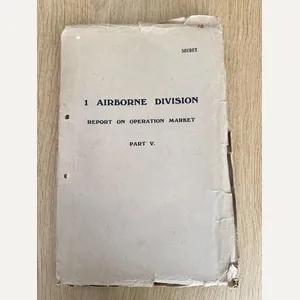 SECRET.
1 AIRBORNE DIVISION
REPORT ON OPERATION MARKET
PART V.